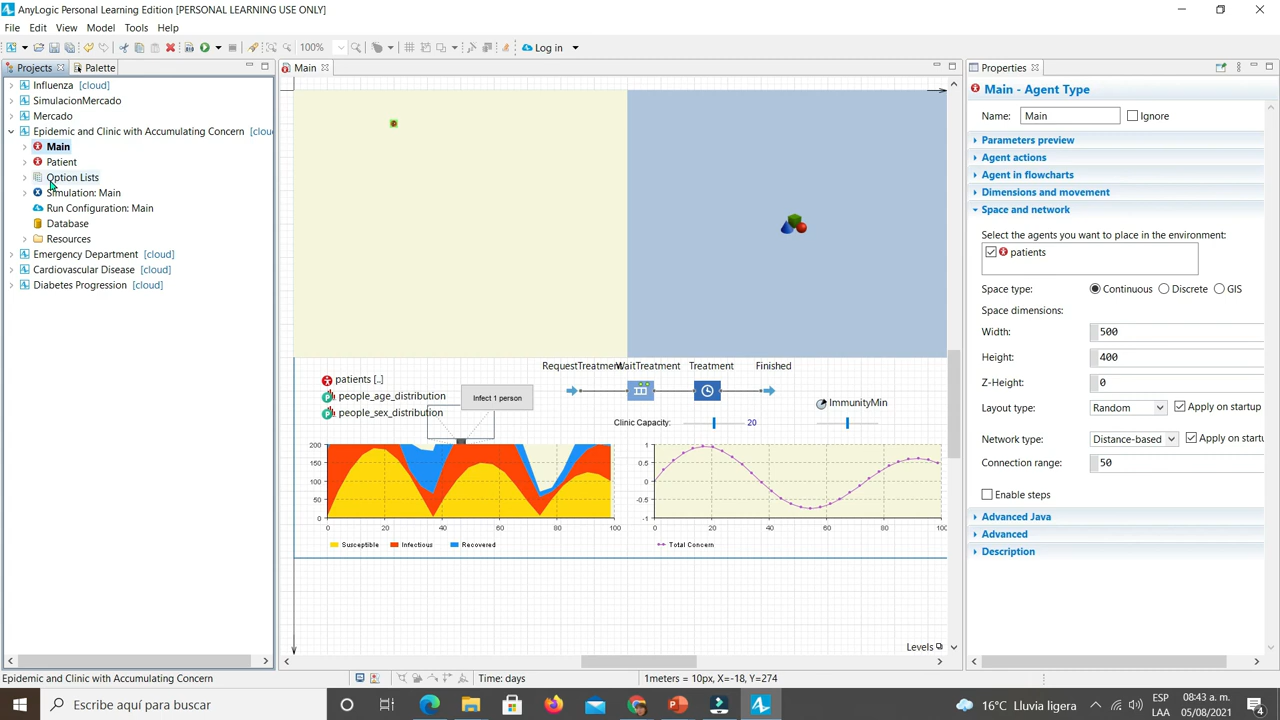 AnyLogic Personal Learning Edition [PERSONAL LEARNING USE ONLY]
File Edit View Model Tools Help
100% Log in
Projects Palette
Influenza [cloud]
SimulacionMercado
Mercado
Epidemic and Clinic with Accumulating Concern [clou
Main
Patient
Option Lists
Simulation: Main
Run Configuration: Main
Database
Resources
Emergency Department [cloud]
Cardiovascular Disease [cloud]
Diabetes Progression [cloud]
Main
patients [..]
people_age_distribution
people_sex_distribution
Infect 1 person
RequestTreatment WaitTreatment Treatment Finished
Clinic Capacity: 20
ImmunityMin
200
150
100
50
0
0 20 40 60 80 100
Susceptible Infectious Recovered
1
0.5
0
-0.5
-1
0 20 40 60 80 100
Total Concern
Levels
Properties
Main - Agent Type
Name: Main Ignore
Parameters preview
Agent actions
Agent in flowcharts
Dimensions and movement
Space and network
Select the agents you want to place in the environment:
patients
Space type: Continuous Discrete GIS
Space dimensions:
Width: 500
Height: 400
Z-Height: 0
Layout type: Random Apply on startup
Network type: Distance-based Apply on startu
Connection range: 50
Enable steps
Advanced Java
Advanced
Description
Epidemic and Clinic with Accumulating Concern Time: days 1meters = 10px, X=-18, Y=274
Escribe aquí para buscar
16°C Lluvia ligera
ESP
LAA
08:43 a. m.
05/08/2021
4